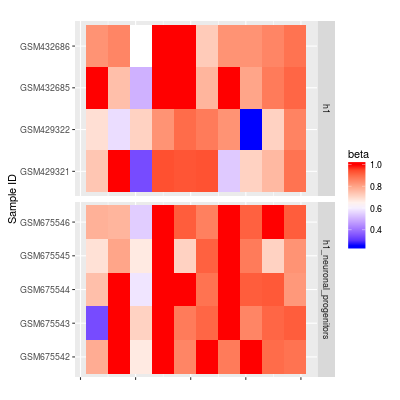 GSM432686
GSM432685
GSM429322
GSM429321
h1
GSM675546
GSM675545
GSM675544
GSM675543
GSM675542
h1_neuronal_progenitors
Sample ID
beta
1.0
0.8
0.6
0.4